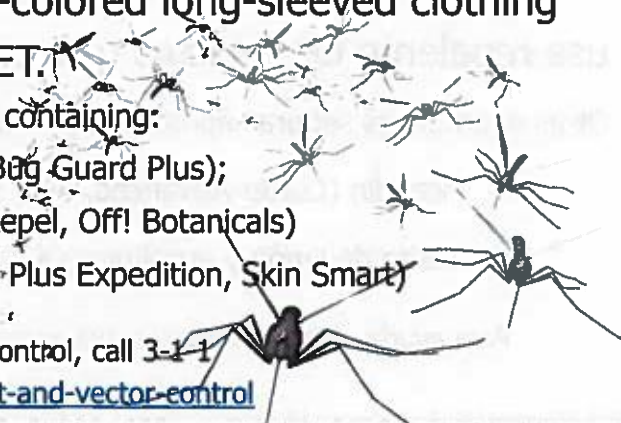 -colored long-sleeved clothing
ET.
containing:
Bug Guard Plus);
epel, Off! Botanicals)
Plus Expedition, Skin Smart)
ontrol, call 3-1-1
t-and-vector-control